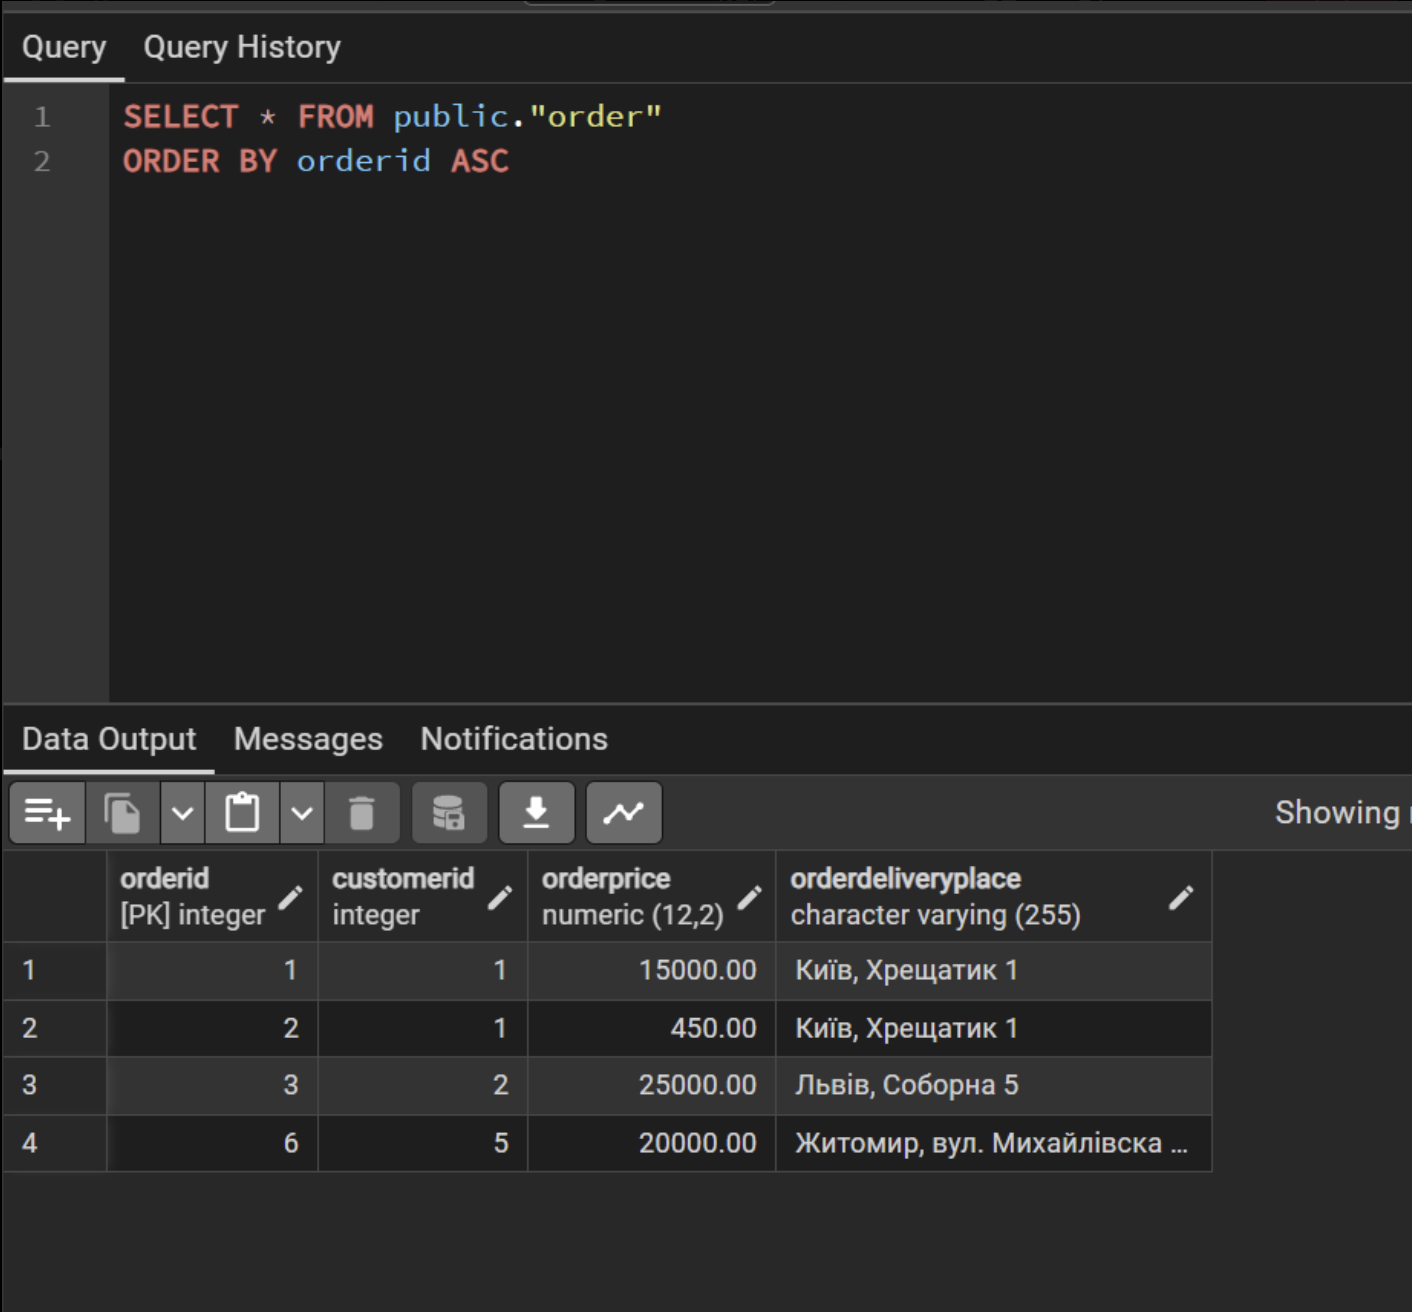 Query Query History
1 SELECT * FROM public."order"
2 ORDER BY orderid ASC
Data Output Messages Notifications
Showing
orderid customerid orderprice orderdeliveryplace
[PK] integer integer numeric (12,2) character varying (255)
1 1 1 15000.00 Київ, Хрещатик 1
2 2 1 450.00 Київ, Хрещатик 1
3 3 2 25000.00 Львів, Соборна 5
4 6 5 20000.00 Житомир, вул. Михайлівска ...